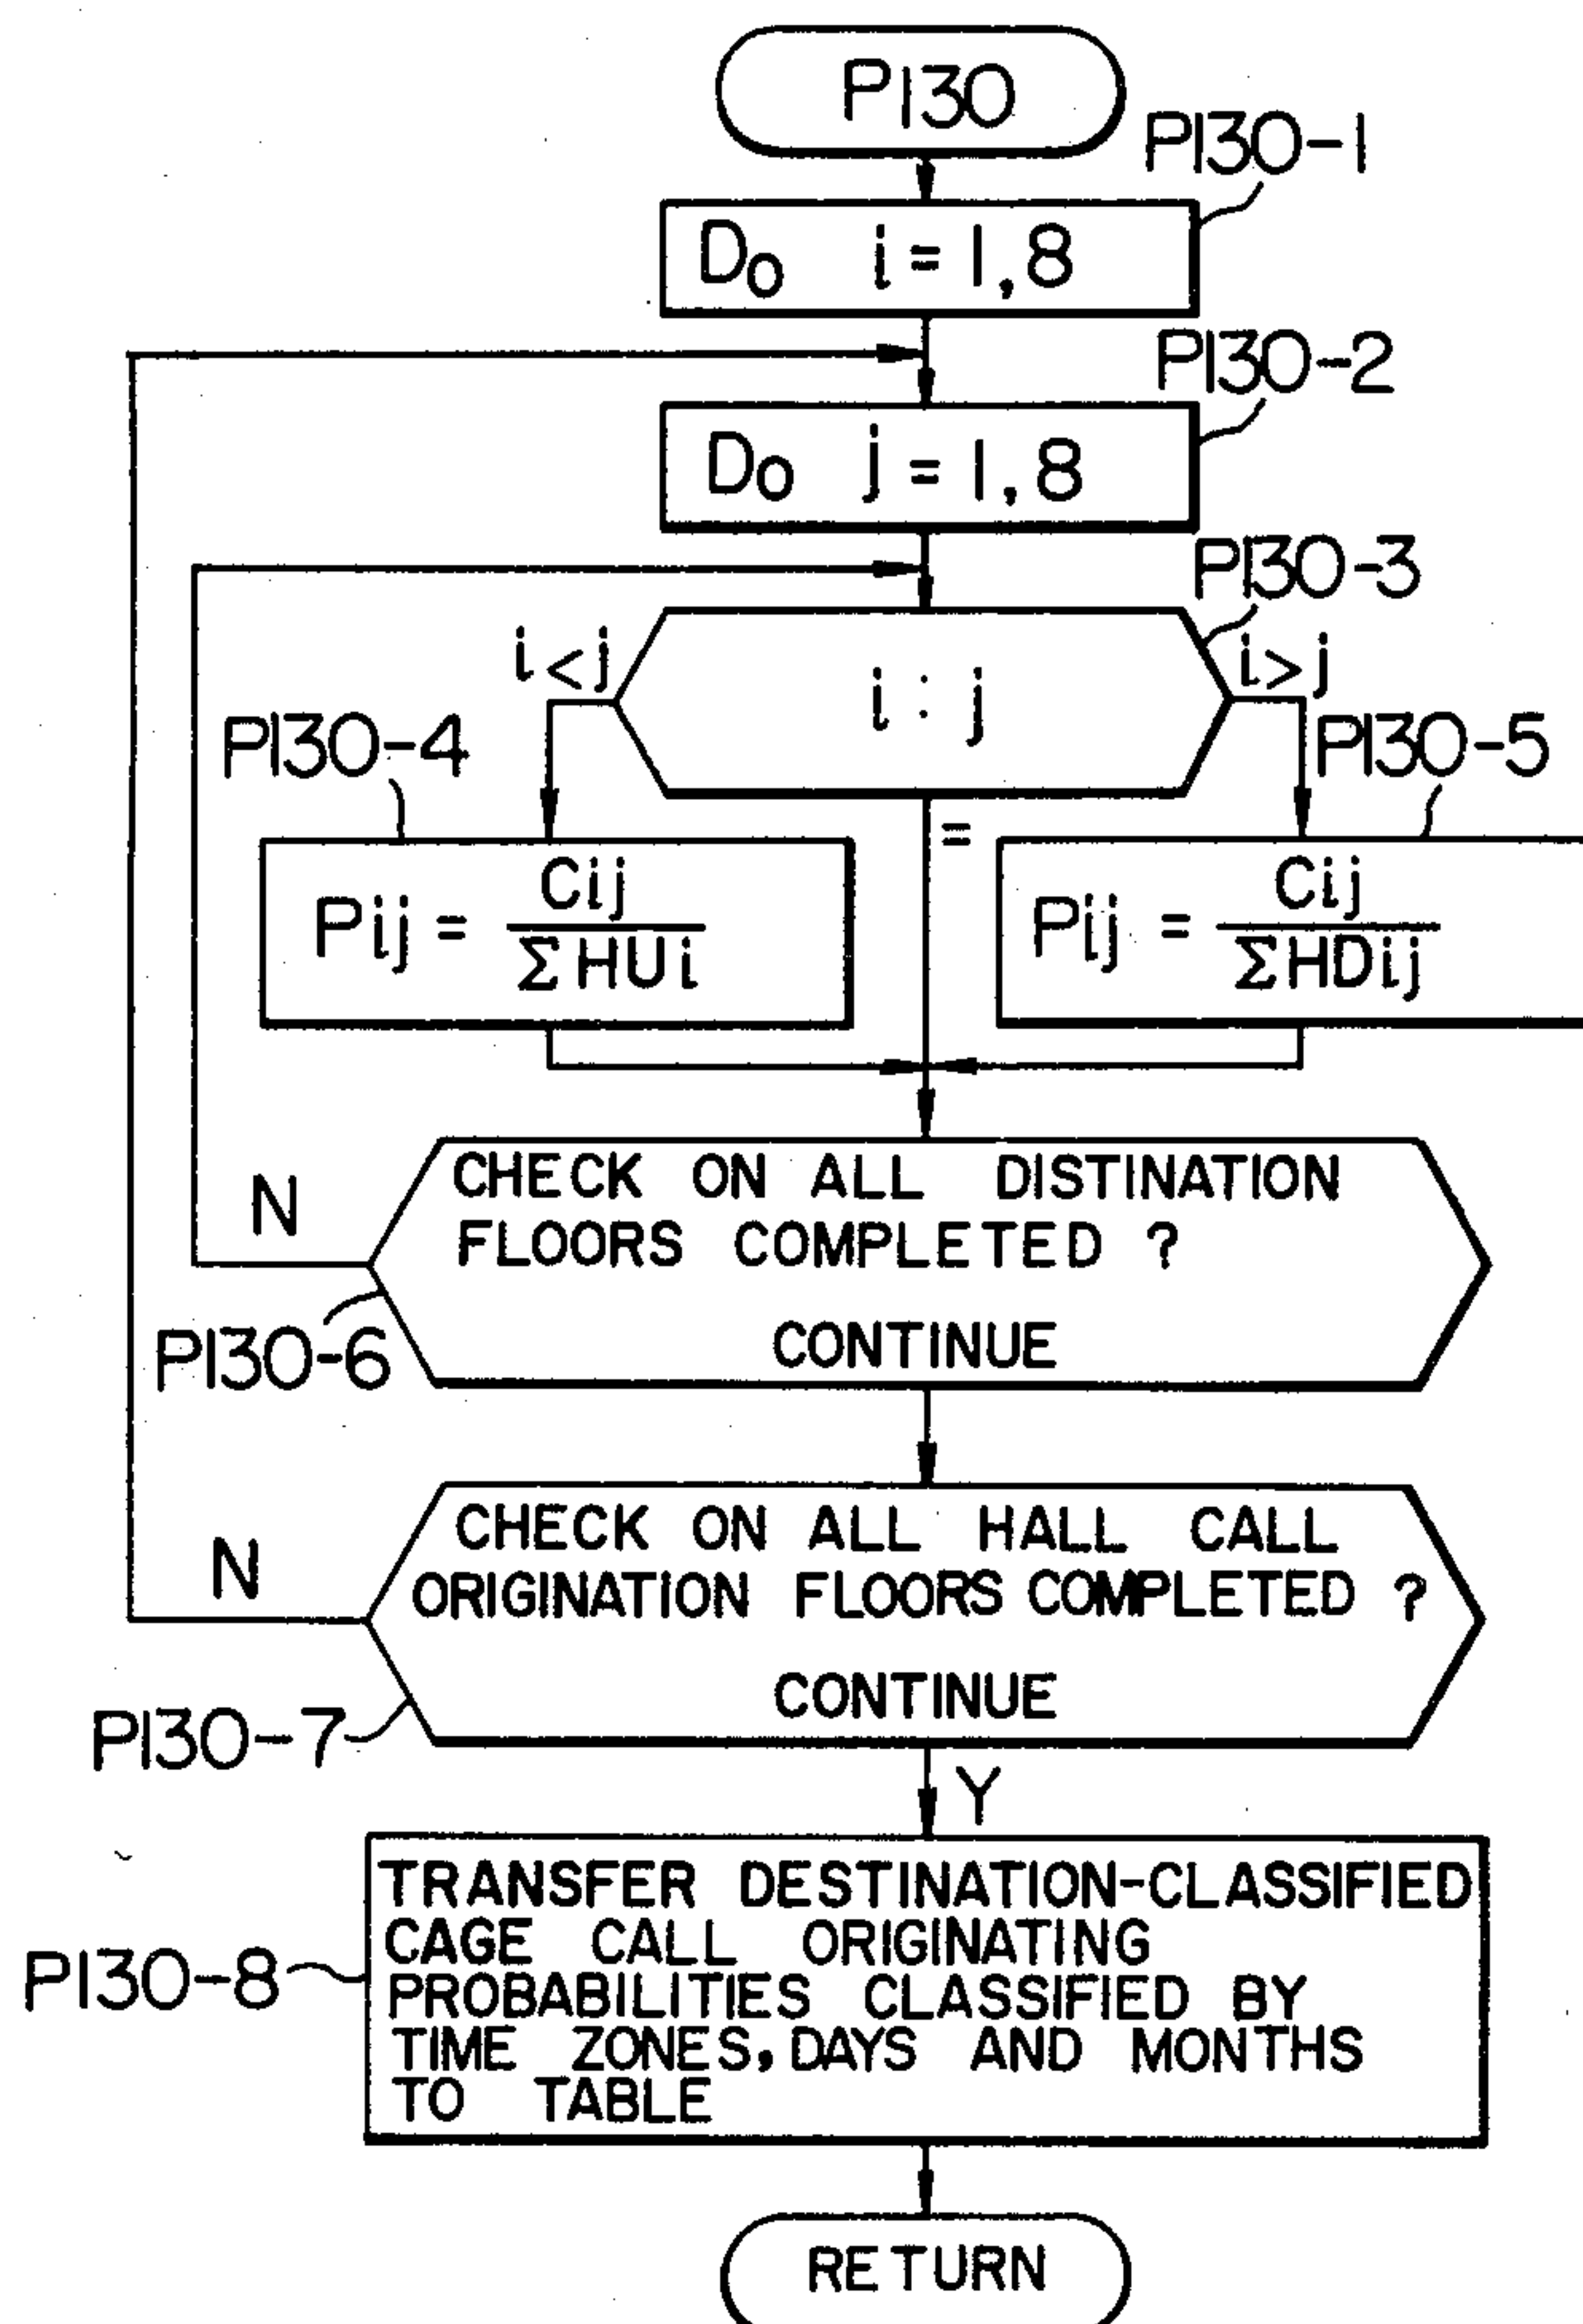 P130
P130-1
Do i = 1, 8
P130-2
Do j = 1, 8
P130-3
i<j
i : j
i>j
P130-4
P130-5
=
Pij = Cij / ΣHUi
Pij = Cij / ΣHDij
CHECK ON ALL DISTINATION
FLOORS COMPLETED ?
N
CONTINUE
P130-6
CHECK ON ALL HALL CALL
ORIGINATION FLOORS COMPLETED ?
N
CONTINUE
P130-7
Y
TRANSFER DESTINATION-CLASSIFIED
CAGE CALL ORIGINATING
PROBABILITIES CLASSIFIED BY
TIME ZONES, DAYS AND MONTHS
TO TABLE
P130-8
RETURN